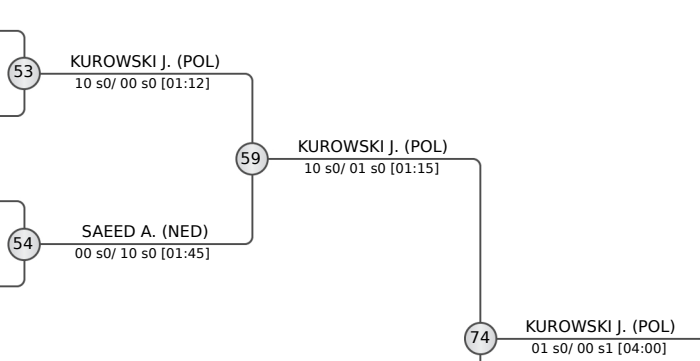 KUROWSKI J. (POL)
53
10 s0/ 00 s0 [01:12]
KUROWSKI J. (POL)
59
10 s0/ 01 s0 [01:15]
SAEED A. (NED)
54
00 s0/ 10 s0 [01:45]
KUROWSKI J. (POL)
74
01 s0/ 00 s1 [04:00]